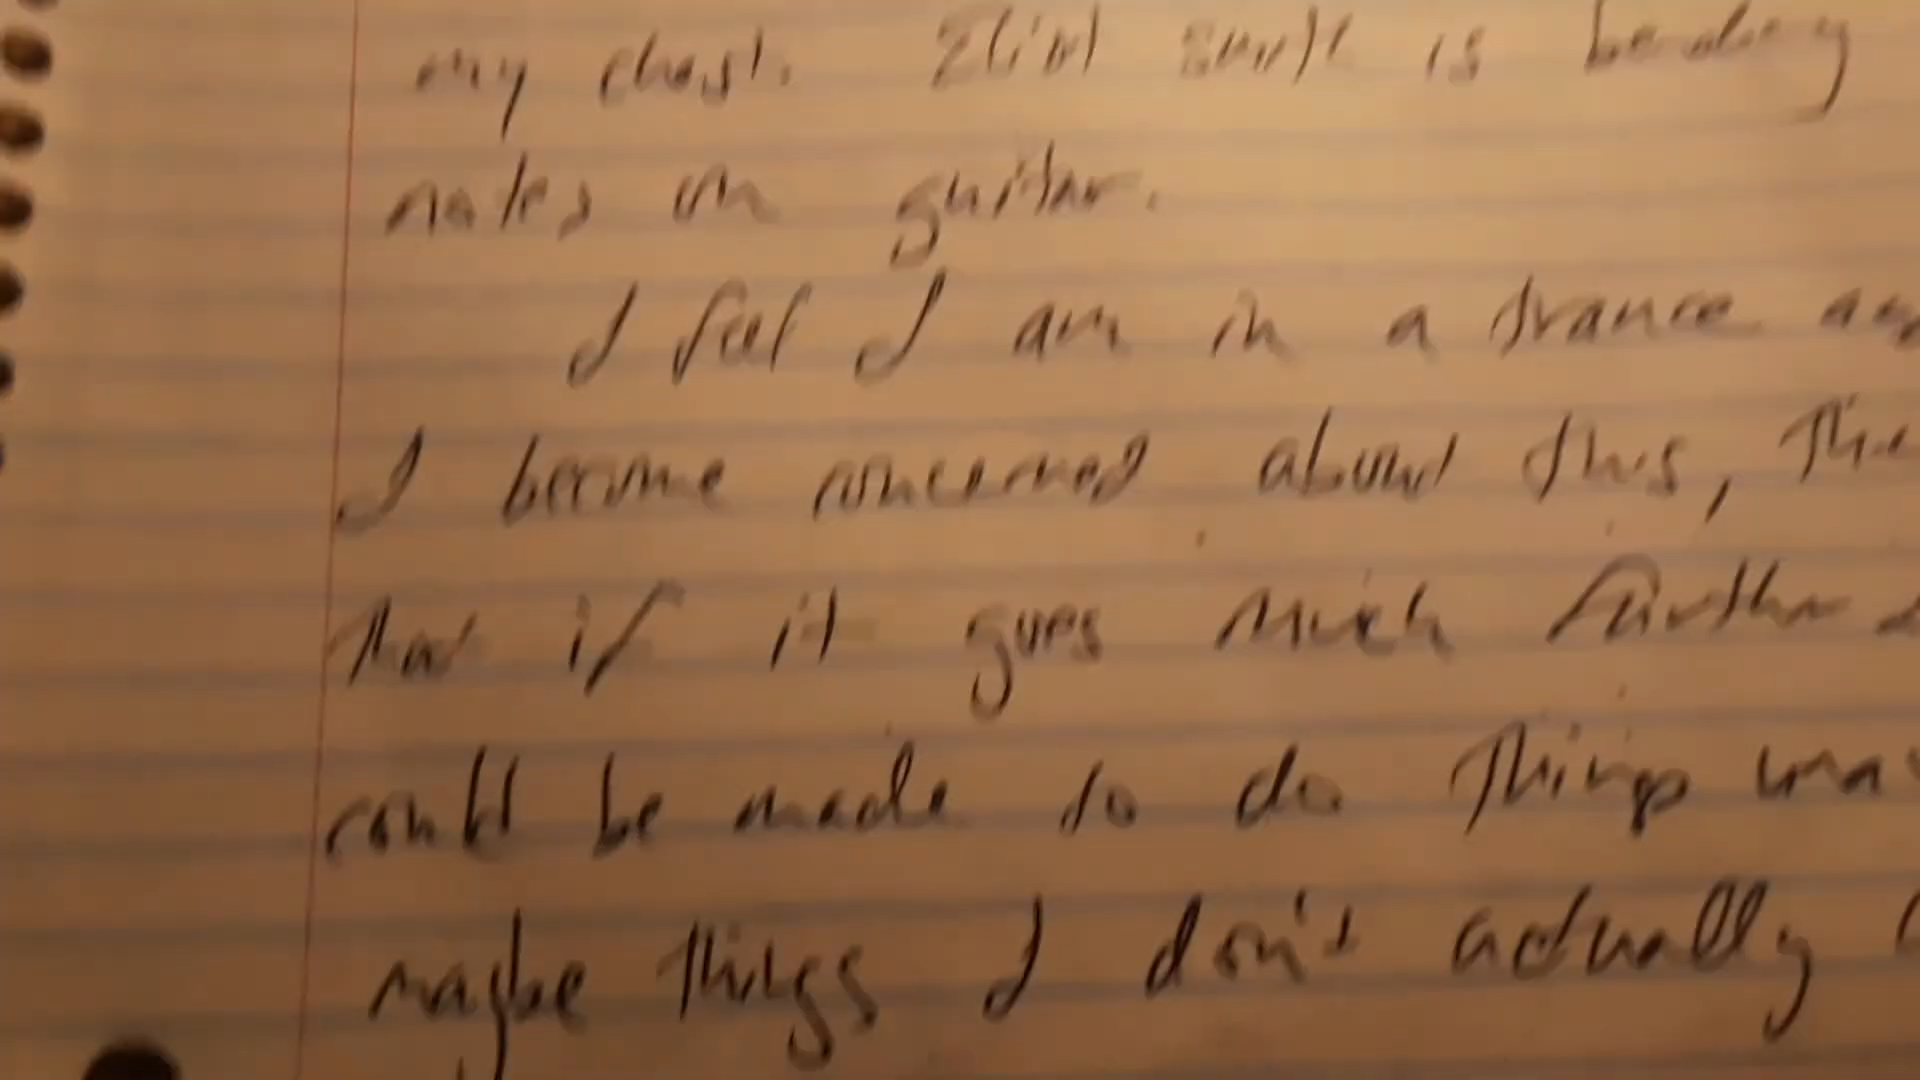 my chest. Eliot Smith is bending
notes on guitar.
I feel I am in a trance and
I become concerned about this, the
that if it goes much further
could be made to do things
maybe things I don't actually